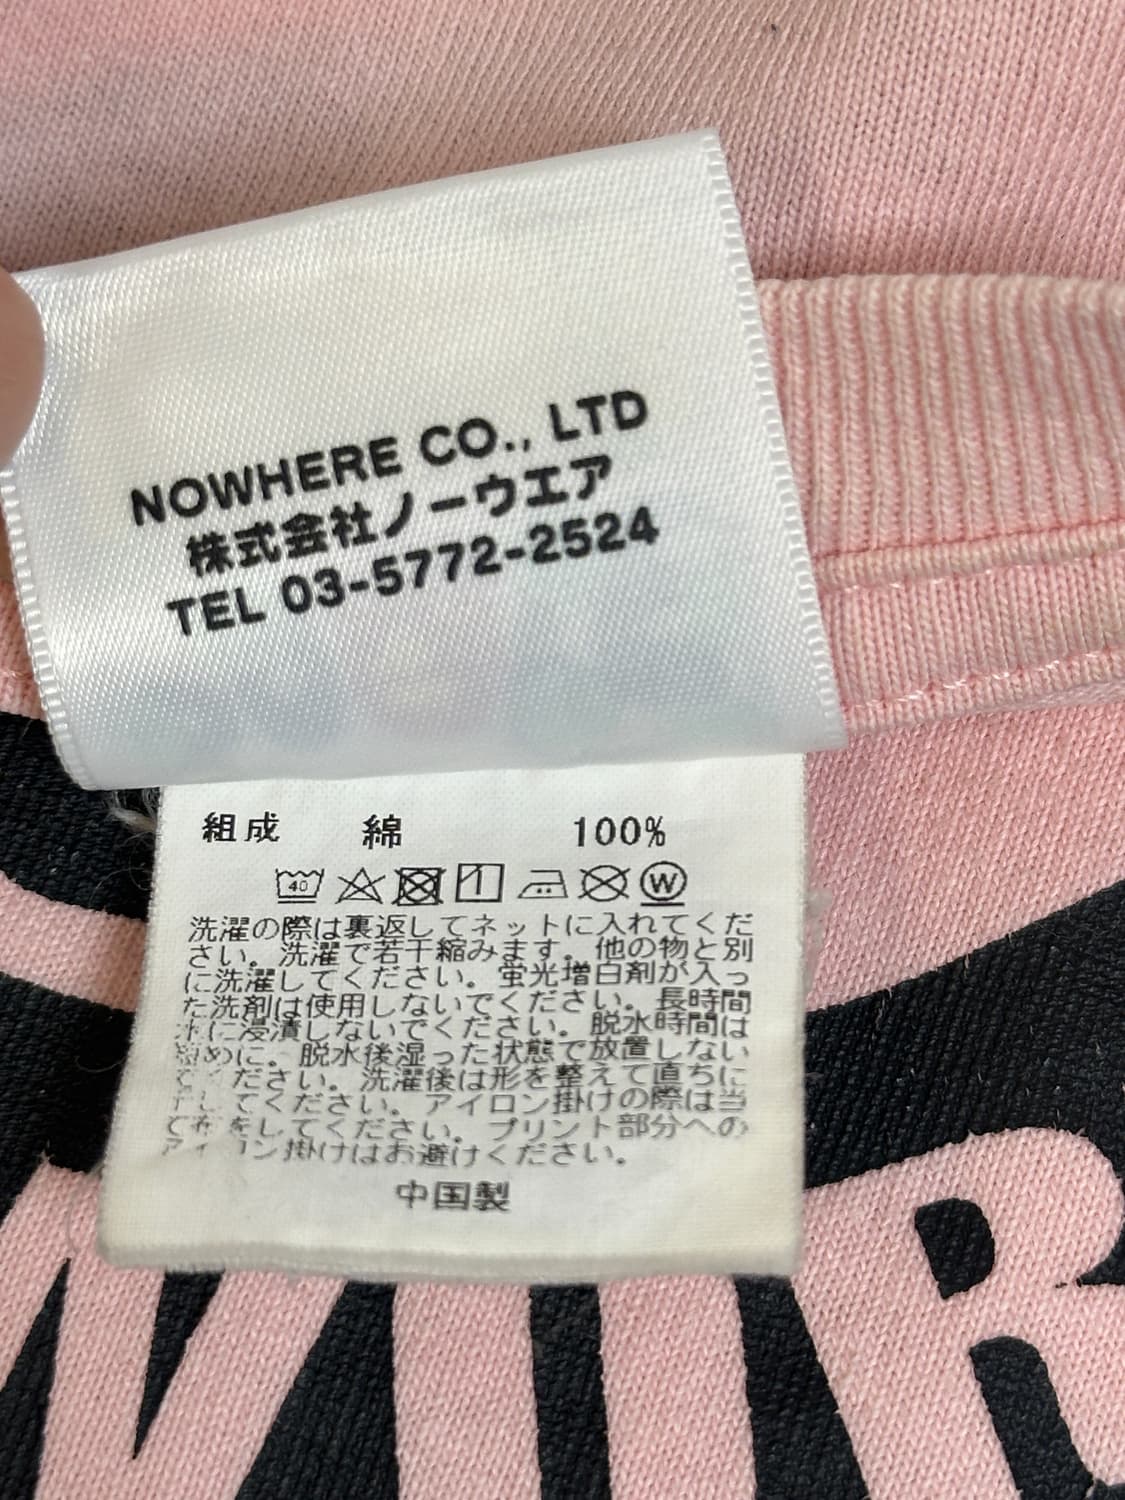 NOWHERE CO., LTD
株式会社ノーウエア
TEL 03-5772-2524
組成 綿 100%
40 W
洗濯の際は裏返してネットに入れてくだ
さい。洗濯で若干縮みます。他の物と別
に洗濯してください。蛍光増白剤が入っ
た洗剤は使用しないでください。長時間
水に浸漬しないでください。脱水時間は
短めに。脱水後湿った状態で放置しない
でください。洗濯後は形を整えて直ちに
干してください。アイロン掛けの際は当
て布をしてください。プリント部分への
アイロン掛けはお避けください。
中国製